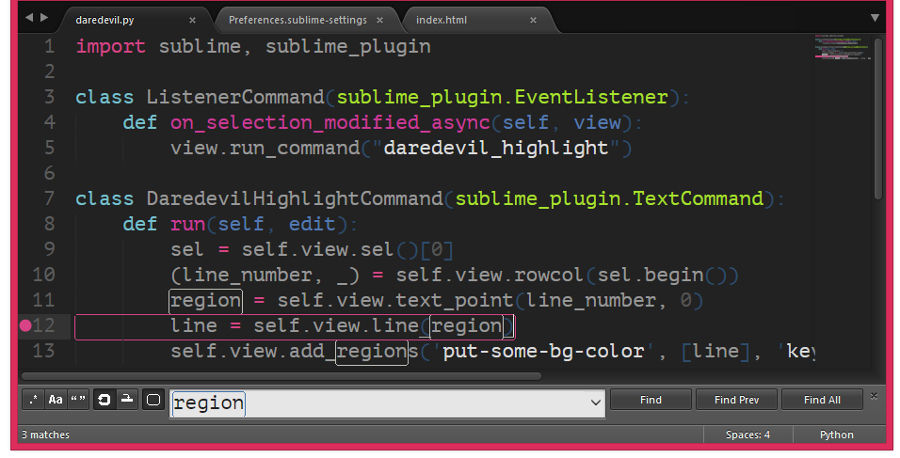 daredevil.py × Preferences.sublime-settings × index.html ×
1 import sublime, sublime_plugin
2
3 class ListenerCommand(sublime_plugin.EventListener):
4     def on_selection_modified_async(self, view):
5         view.run_command("daredevil_highlight")
6
7 class DaredevilHighlightCommand(sublime_plugin.TextCommand):
8     def run(self, edit):
9         sel = self.view.sel()[0]
10         (line_number, _) = self.view.rowcol(sel.begin())
11         region = self.view.text_point(line_number, 0)
12         line = self.view.line(region)
13         self.view.add_regions('put-some-bg-color', [line], 'key
.* Aa “” region Find Find Prev Find All ×
3 matches Spaces: 4 Python